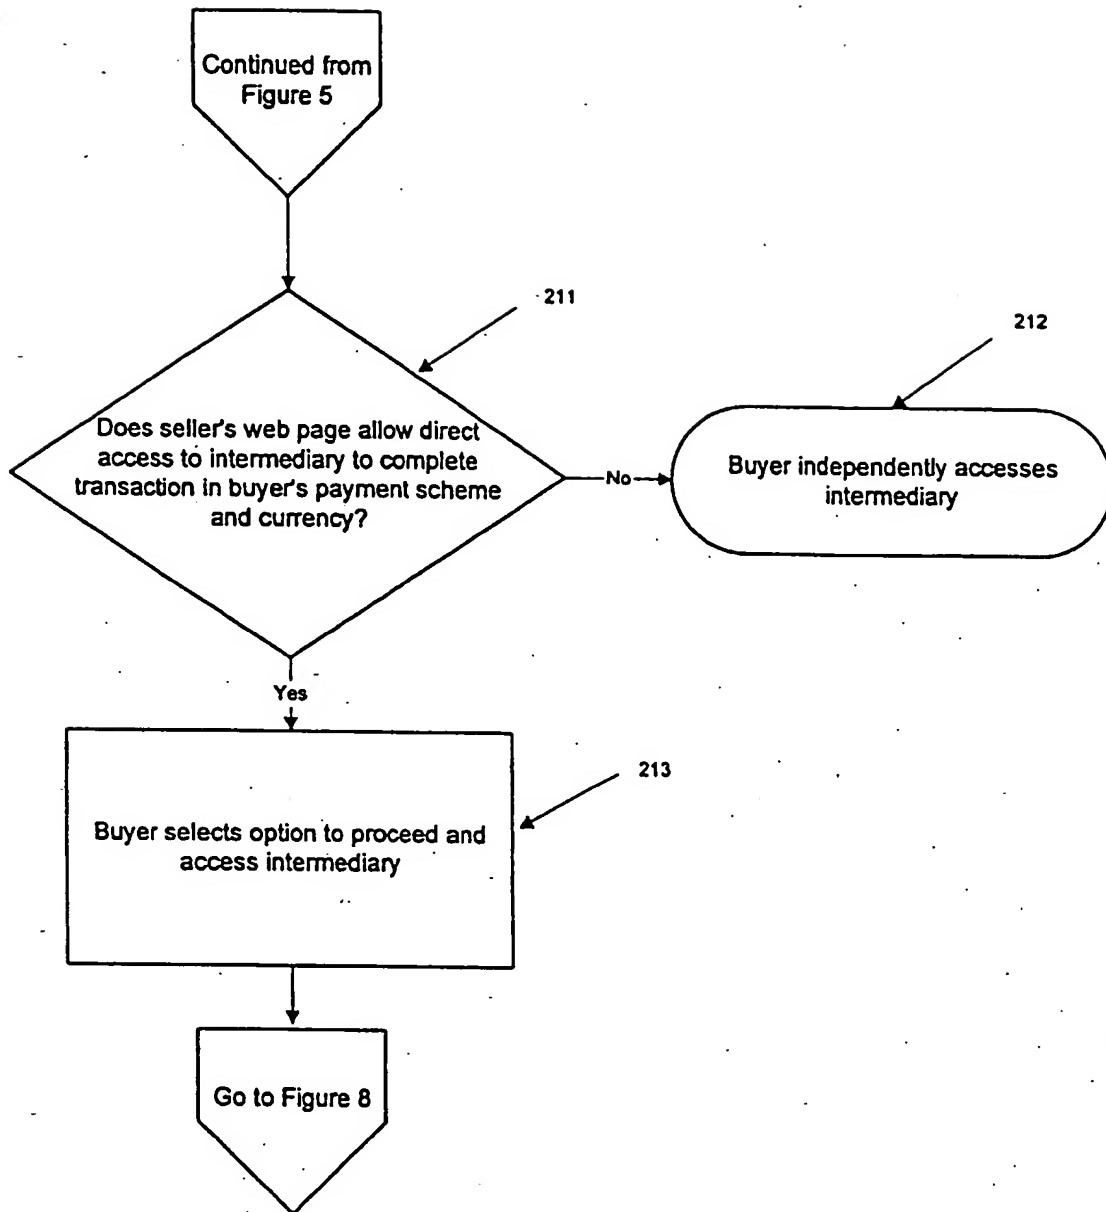 Continued from
Figure 5
211
212
Does seller's web page allow direct
access to intermediary to complete
transaction in buyer's payment scheme
and currency?
No
Buyer independently accesses
intermediary
Yes
213
Buyer selects option to proceed and
access intermediary
Go to Figure 8